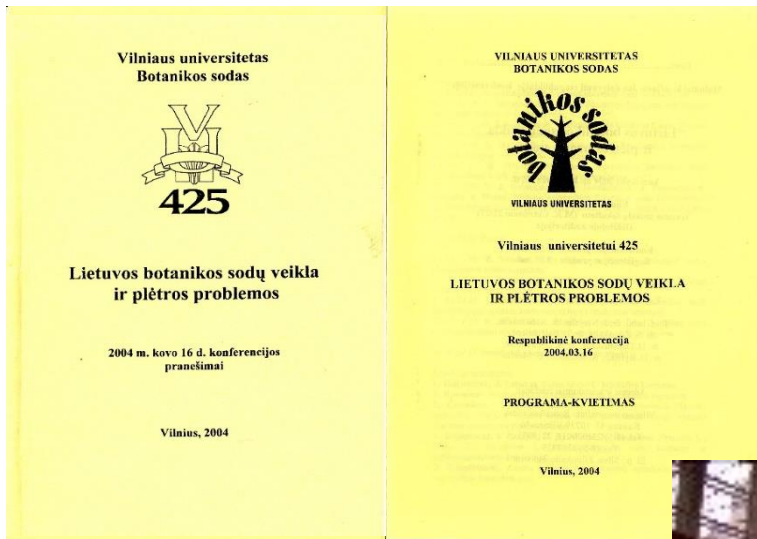 Vilniaus universitetas
Botanikos sodas
425
Lietuvos botanikos sodų veikla
ir plėtros problemos
2004 m. kovo 16 d. konferencijos
pranešimai
Vilnius, 2004
VILNIAUS UNIVERSITETAS
BOTANIKOS SODAS
botanikos sodas
VILNIAUS UNIVERSITETAS
Vilniaus universitetui 425
LIETUVOS BOTANIKOS SODŲ VEIKLA
IR PLĖTROS PROBLEMOS
Respublikinė konferencija
2004.03.16
PROGRAMA-KVIETIMAS
Vilnius, 2004